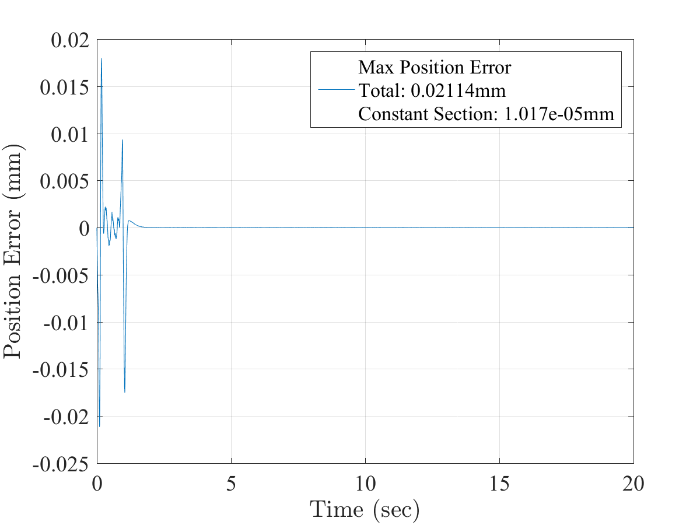 0.02
0.015
0.01
0.005
0
-0.005
-0.01
-0.015
-0.02
-0.025
Position Error (mm)
Max Position Error
Total: 0.02114mm
Constant Section: 1.017e-05mm
0 5 10 15 20
Time (sec)